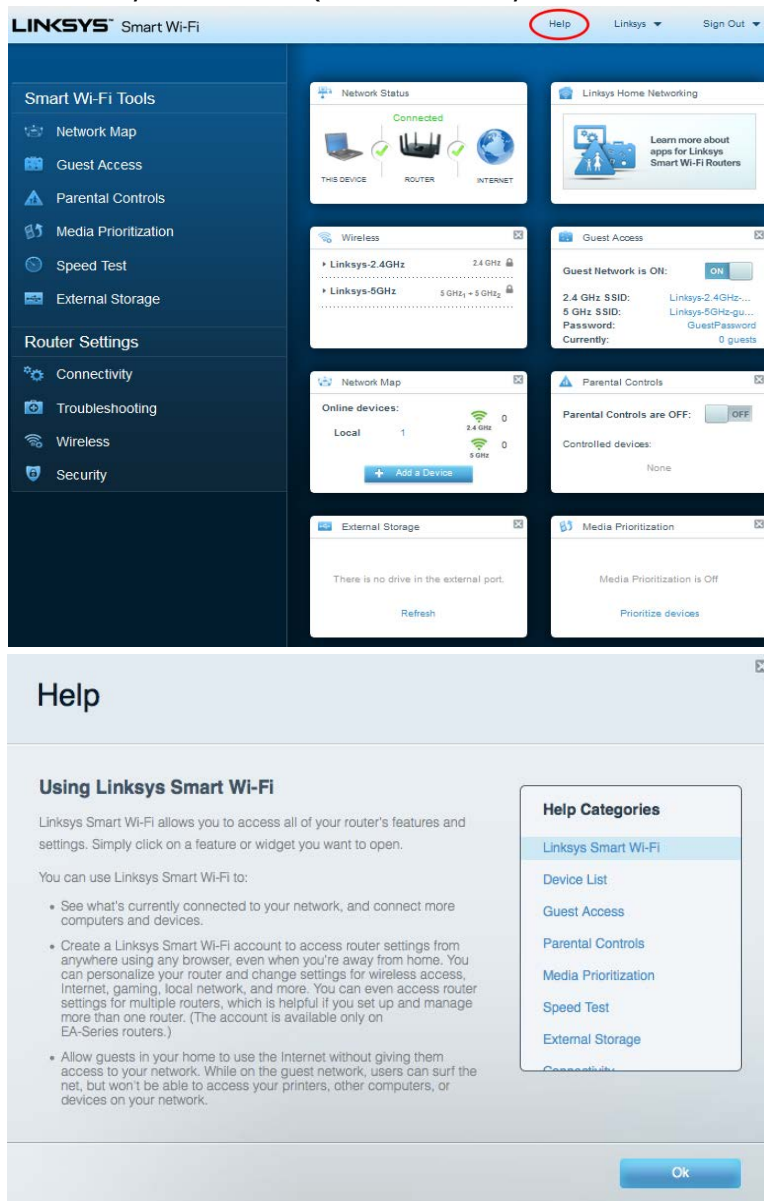 LINKSYS™ Smart Wi-Fi
Help
Linksys
Sign Out
Smart Wi-Fi Tools
Network Map
Guest Access
Parental Controls
Media Prioritization
Speed Test
External Storage
Router Settings
Connectivity
Troubleshooting
Wireless
Security
Network Status
Connected
THIS DEVICE
ROUTER
INTERNET
Linksys Home Networking
Learn more about
apps for Linksys
Smart Wi-Fi Routers
Wireless
Linksys-2.4GHz 2.4 GHz
Linksys-5GHz 5 GHz1 + 5 GHz2
Guest Access
Guest Network is ON: ON
2.4 GHz SSID: Linksys-2.4GHz-...
5 GHz SSID: Linksys-5GHz-gu...
Password: GuestPassword
Currently: 0 guests
Network Map
Online devices:
Local 1
0
2.4 GHz
0
5 GHz
+ Add a Device
Parental Controls
Parental Controls are OFF: OFF
Controlled devices:
None
External Storage
There is no drive in the external port.
Refresh
Media Prioritization
Media Prioritization is Off
Prioritize devices
Help
Using Linksys Smart Wi-Fi
Linksys Smart Wi-Fi allows you to access all of your router's features and
settings. Simply click on a feature or widget you want to open.
You can use Linksys Smart Wi-Fi to:
• See what's currently connected to your network, and connect more
computers and devices.
• Create a Linksys Smart Wi-Fi account to access router settings from
anywhere using any browser, even when you're away from home. You
can personalize your router and change settings for wireless access,
Internet, gaming, local network, and more. You can even access router
settings for multiple routers, which is helpful if you set up and manage
more than one router. (The account is available only on
EA-Series routers.)
• Allow guests in your home to use the Internet without giving them
access to your network. While on the guest network, users can surf the
net, but won't be able to access your printers, other computers, or
devices on your network.
Help Categories
Linksys Smart Wi-Fi
Device List
Guest Access
Parental Controls
Media Prioritization
Speed Test
External Storage
Connectivity
Ok